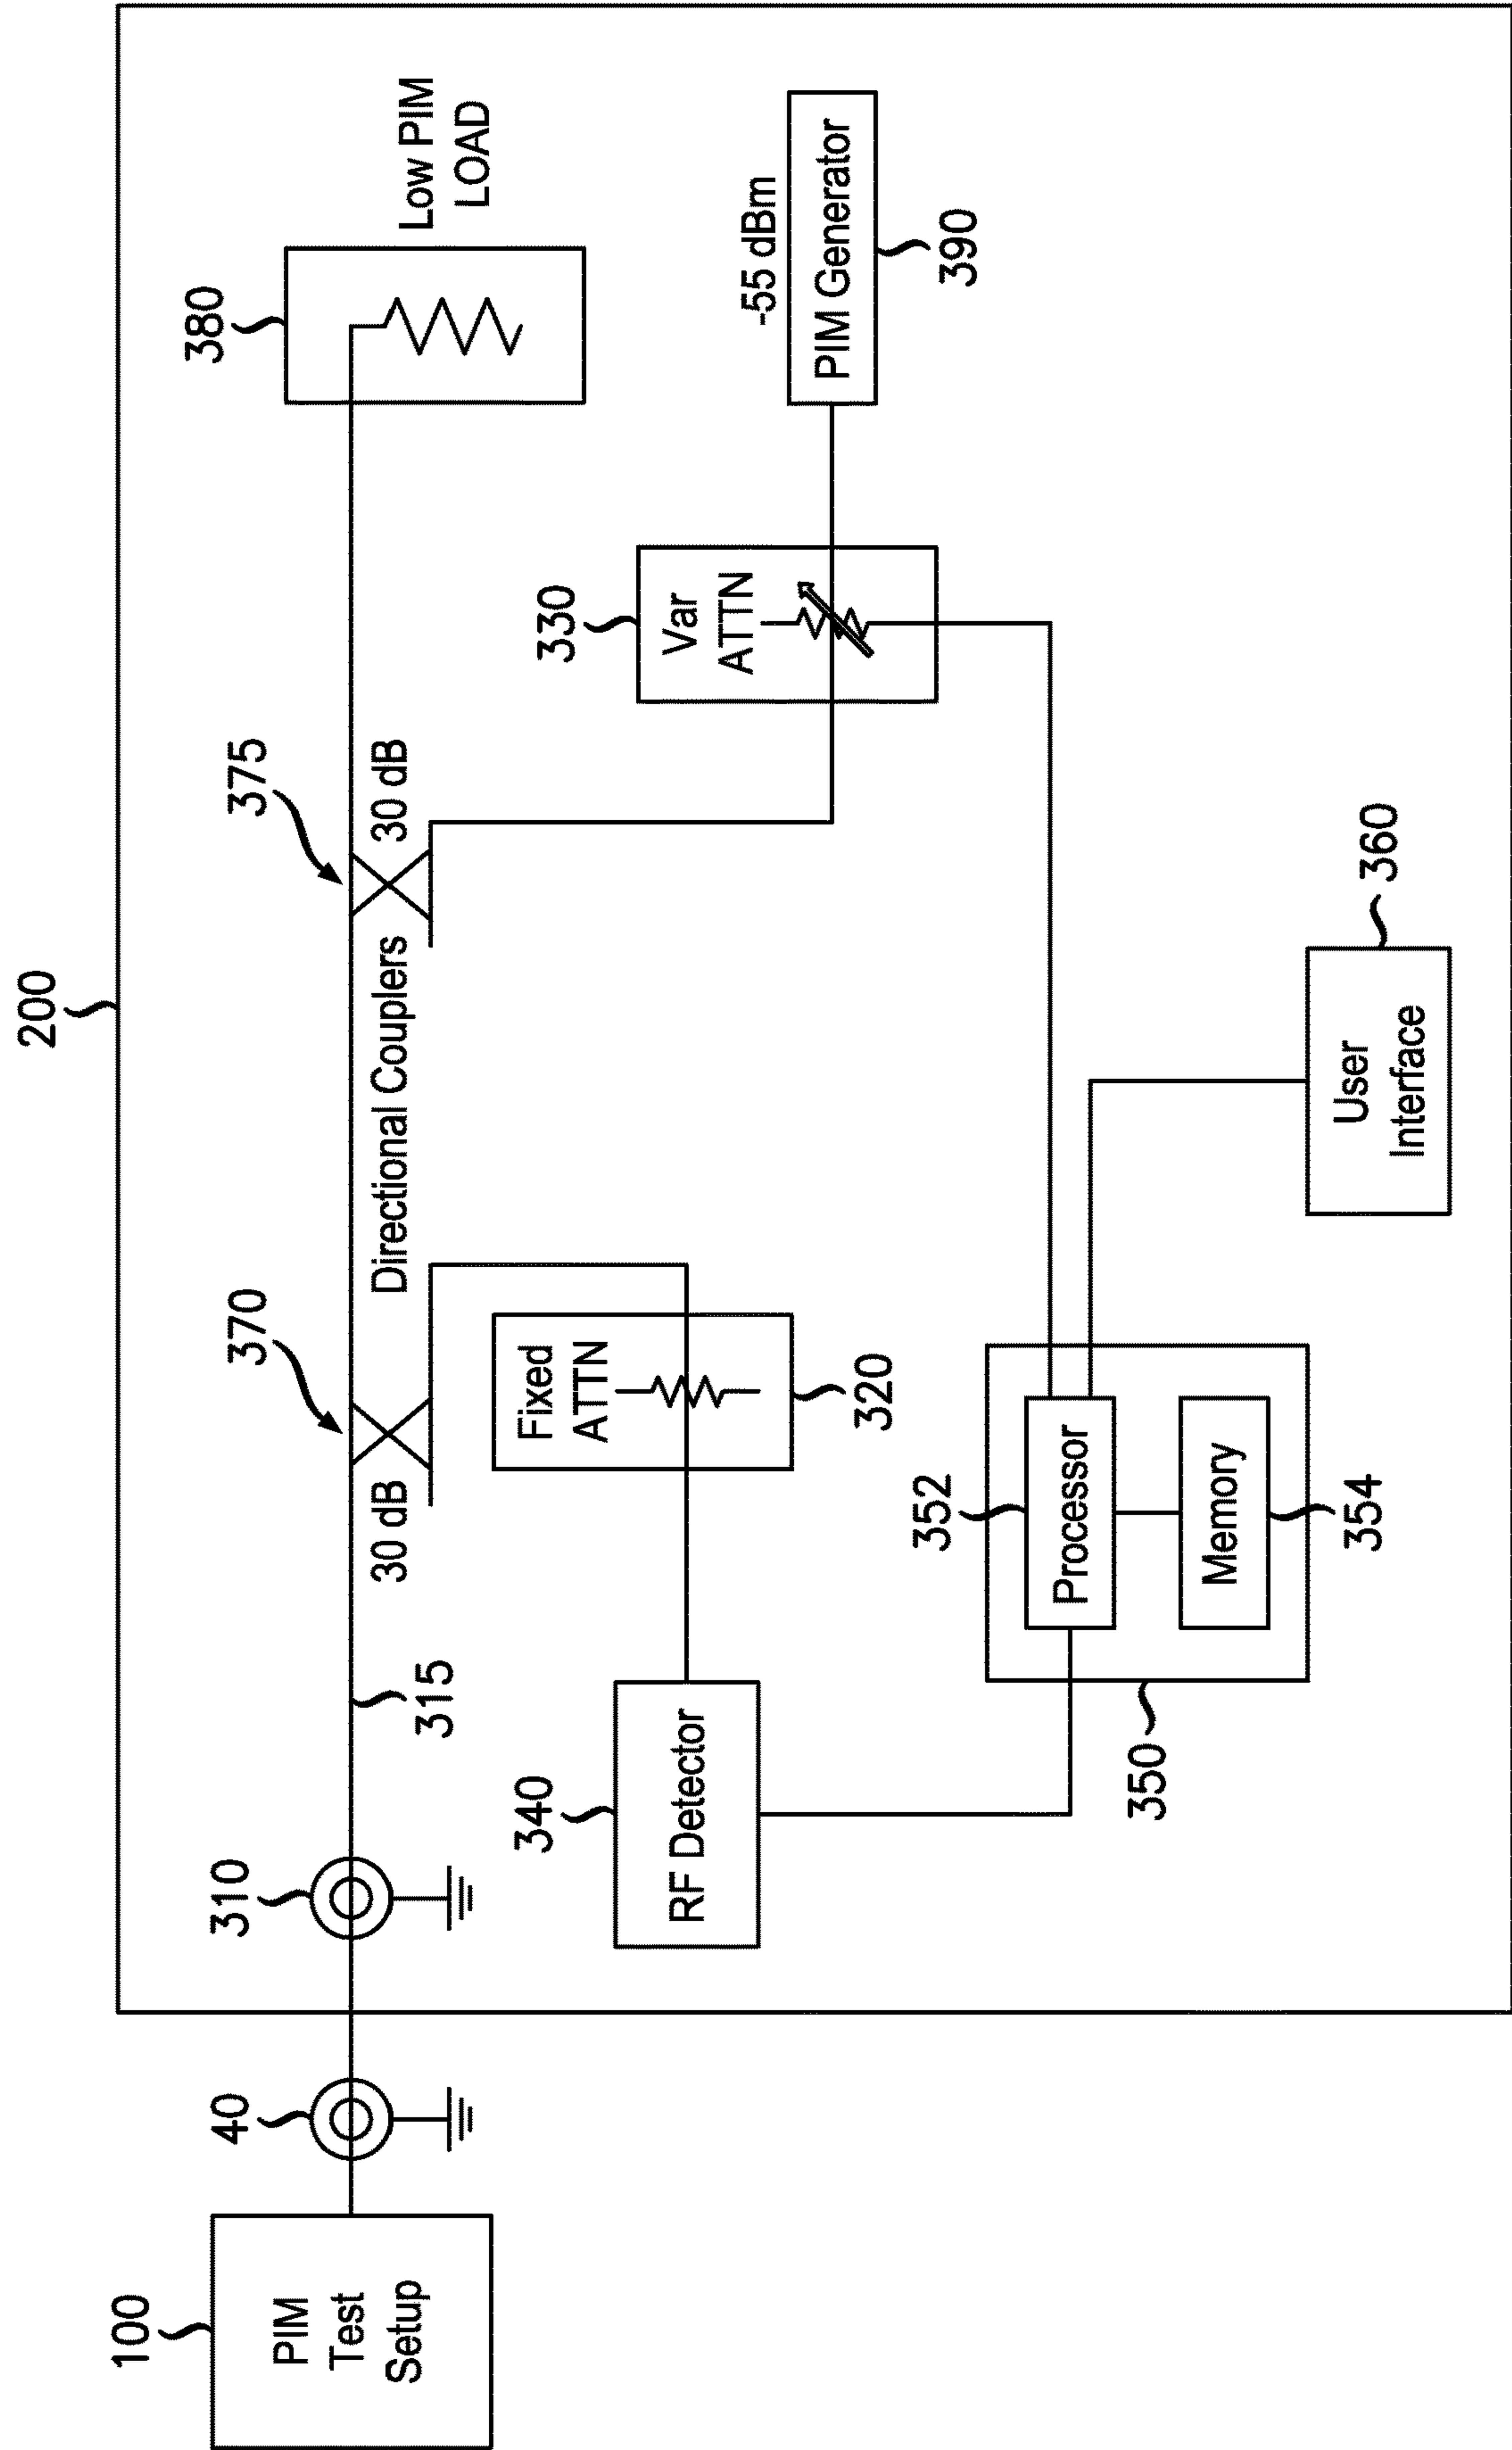 200
100
PIM
Test
Setup
40
310
315
370
30 dB
Directional Couplers
375
30 dB
380
Low PIM
LOAD
340
RF Detector
Fixed
ATTN
320
330
Var
ATTN
-55 dBm
PIM Generator
390
352
Processor
Memory
354
350
User
Interface
360